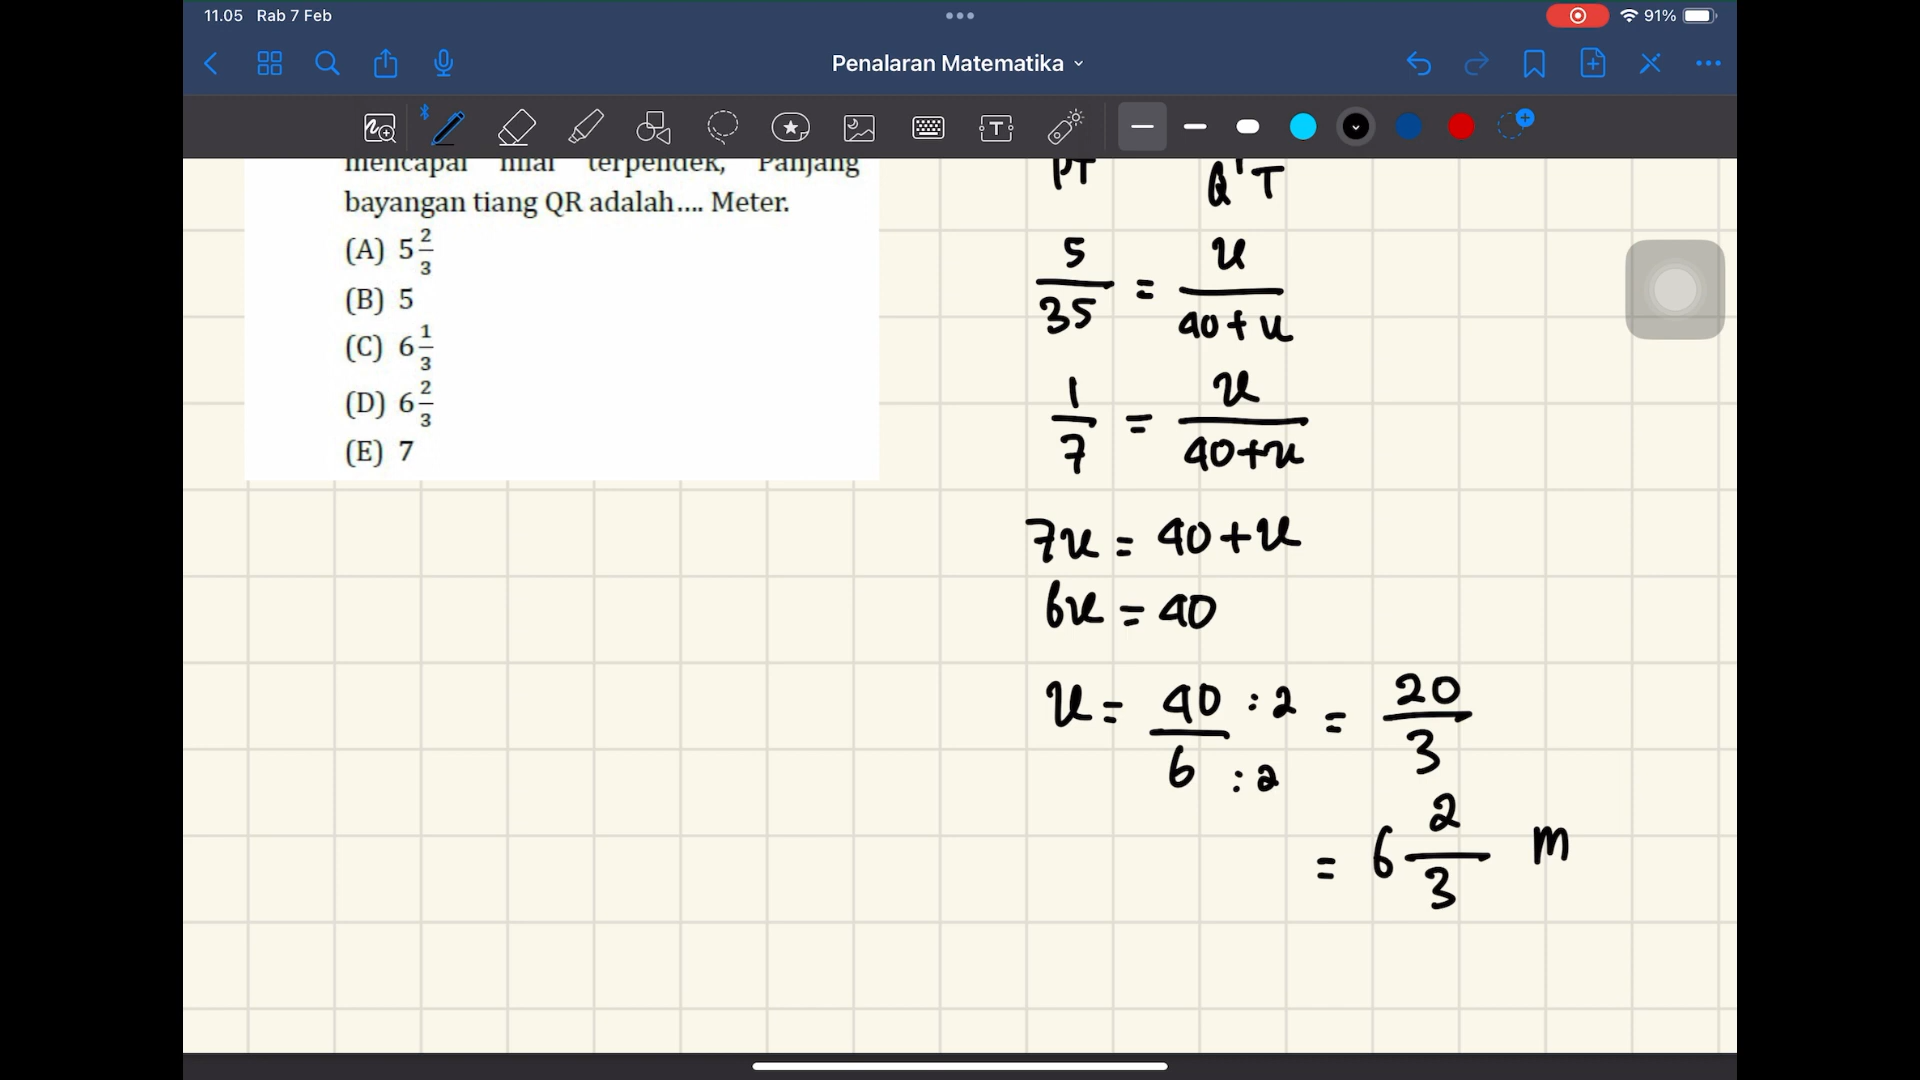 11.05 Rab 7 Feb
91%
Penalaran Matematika
T
mencapai nilai terpendek, Panjang
bayangan tiang QR adalah.... Meter.
(A) 5 2/3
(B) 5
(C) 6 1/3
(D) 6 2/3
(E) 7
PT Q'T
5/35 = x/40+x
1/7 = x/40+x
7x = 40+x
6x = 40
x = 40/6 :2 :2 = 20/3
= 6 2/3 m